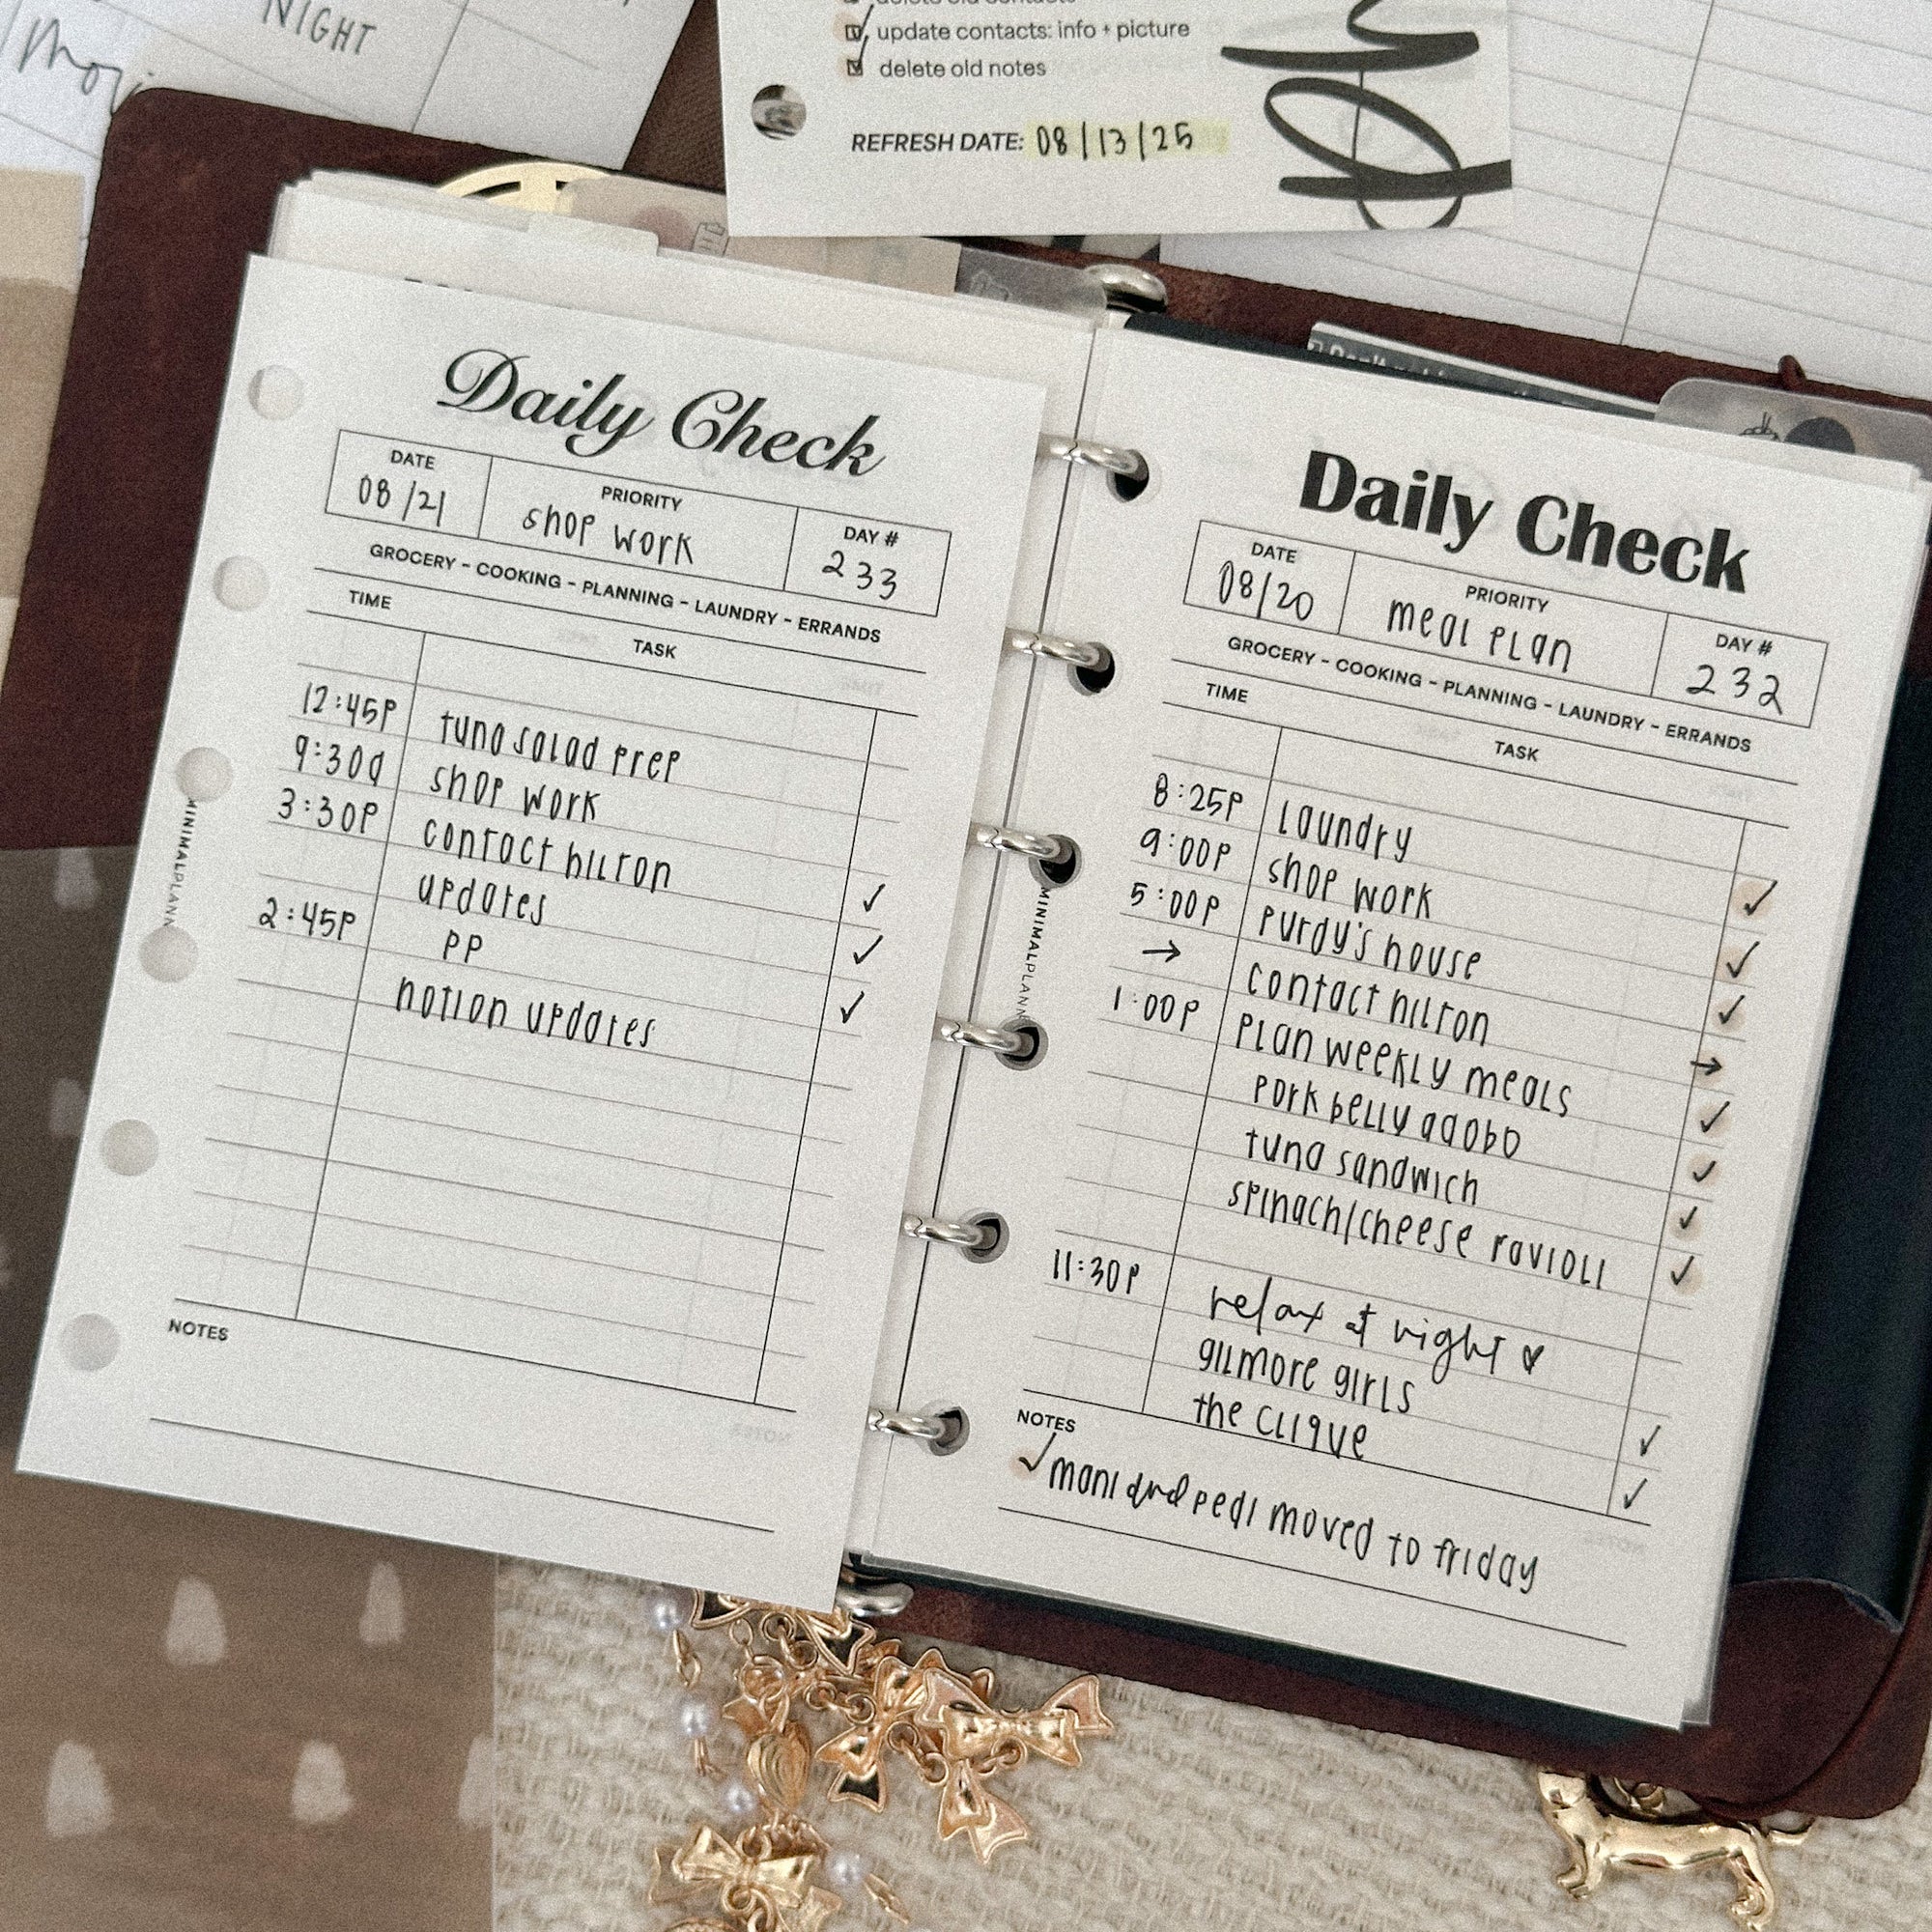 NIGHT
update contacts: info + picture
delete old notes
REFRESH DATE: 08/13/25
Daily Check
DATE
08/21
PRIORITY
shop work
DAY #
233
GROCERY - COOKING - PLANNING - LAUNDRY - ERRANDS
TIME TASK
12:45P tuna salad prep
9:30a shop work
3:30P contact hilton
updates ✓
2:45P PP ✓
notion updates ✓
NOTES
MINIMALPLANN
Daily Check
DATE
08/20
PRIORITY
meal plan
DAY #
232
GROCERY - COOKING - PLANNING - LAUNDRY - ERRANDS
TIME TASK
8:25P laundry ✓
9:00P shop work ✓
5:00P purdy's house ✓
→ contact hilton →
1:00P plan weekly meals ✓
pork belly adobo ✓
tuna sandwich ✓
spinach/cheese ravioli ✓
11:30P relax at night ♥
gilmore girls ✓
the clique ✓
NOTES
✓ mani and pedi moved to friday
MINIMALPLANN